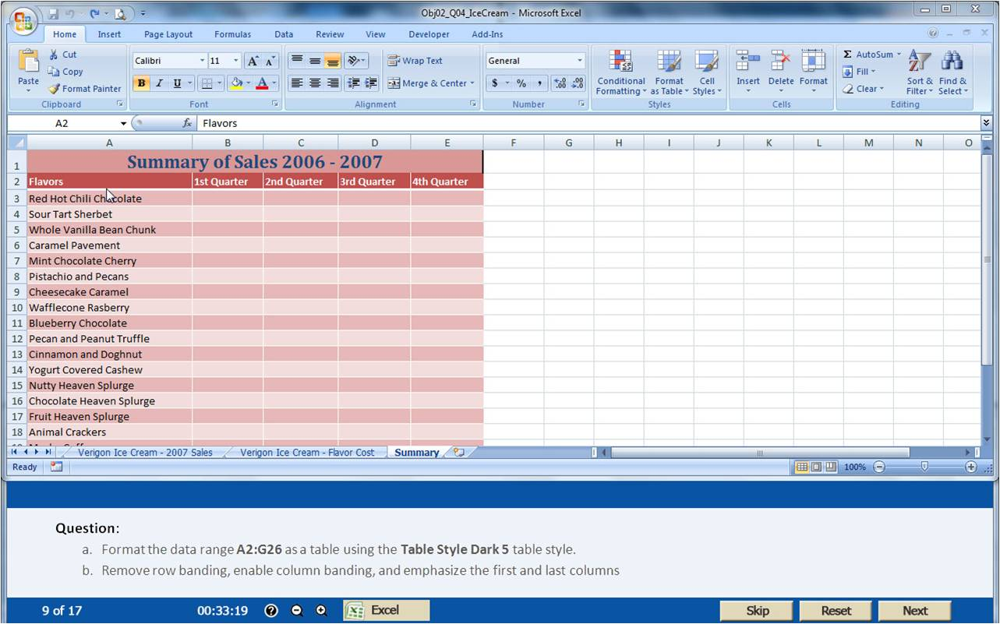 Obj02_Q04_IceCream - Microsoft Excel
Home Insert Page Layout Formulas Data Review View Developer Add-Ins
Paste
Cut
Copy
Format Painter
Clipboard
Calibri 11 A A
B I U A
Font
Wrap Text
Merge & Center
Alignment
General
$ % , .00 .00
Number
Conditional Formatting
Format as Table
Cell Styles
Styles
Insert Delete Format
Cells
Σ AutoSum
Fill
Clear
Sort & Filter
Find & Select
Editing
A2 fx Flavors
A B C D E F G H I J K L M N O
1 Summary of Sales 2006 - 2007
2 Flavors 1st Quarter 2nd Quarter 3rd Quarter 4th Quarter
3 Red Hot Chili Chocolate
4 Sour Tart Sherbet
5 Whole Vanilla Bean Chunk
6 Caramel Pavement
7 Mint Chocolate Cherry
8 Pistachio and Pecans
9 Cheesecake Caramel
10 Wafflecone Rasberry
11 Blueberry Chocolate
12 Pecan and Peanut Truffle
13 Cinnamon and Doghnut
14 Yogurt Covered Cashew
15 Nutty Heaven Splurge
16 Chocolate Heaven Splurge
17 Fruit Heaven Splurge
18 Animal Crackers
Verigon Ice Cream - 2007 Sales Verigon Ice Cream - Flavor Cost Summary
Ready 100%
Question:
a. Format the data range A2:G26 as a table using the Table Style Dark 5 table style.
b. Remove row banding, enable column banding, and emphasize the first and last columns
9 of 17 00:33:19 ? Excel Skip Reset Next